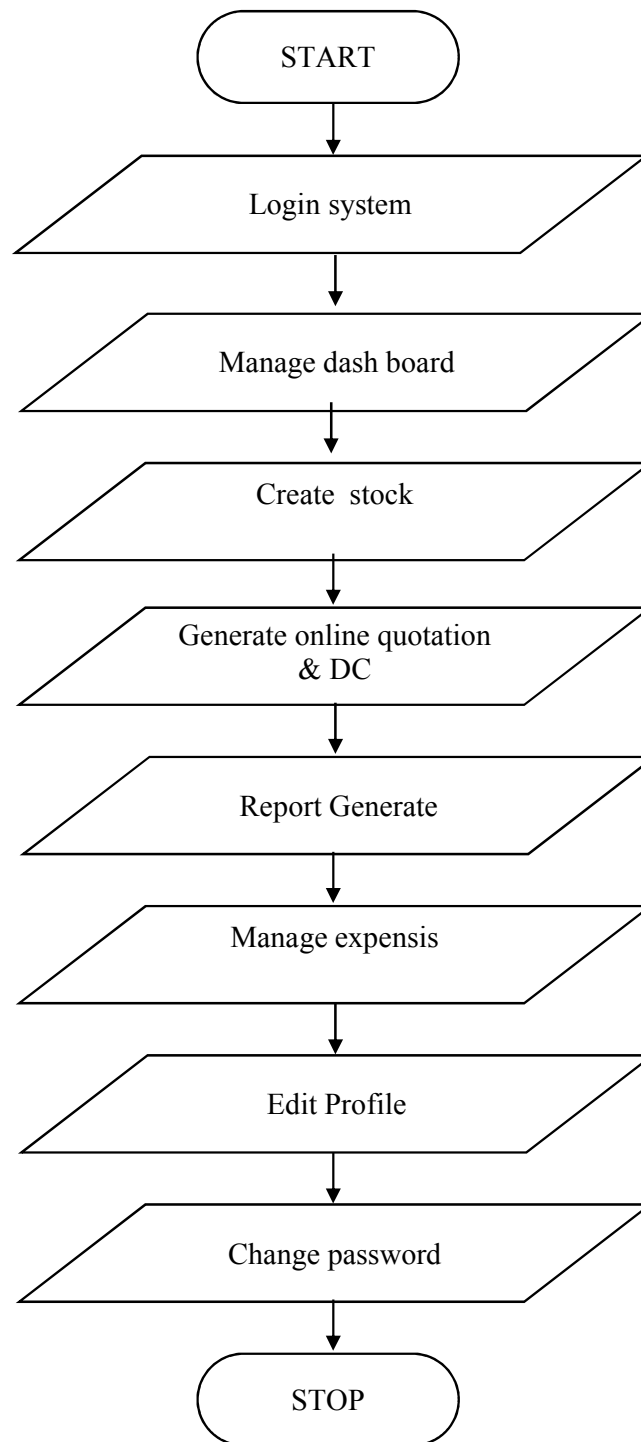 START
Login system
Manage dash board
Create  stock
Generate online quotation
& DC
Report Generate
Manage expensis
Edit Profile
Change password
STOP